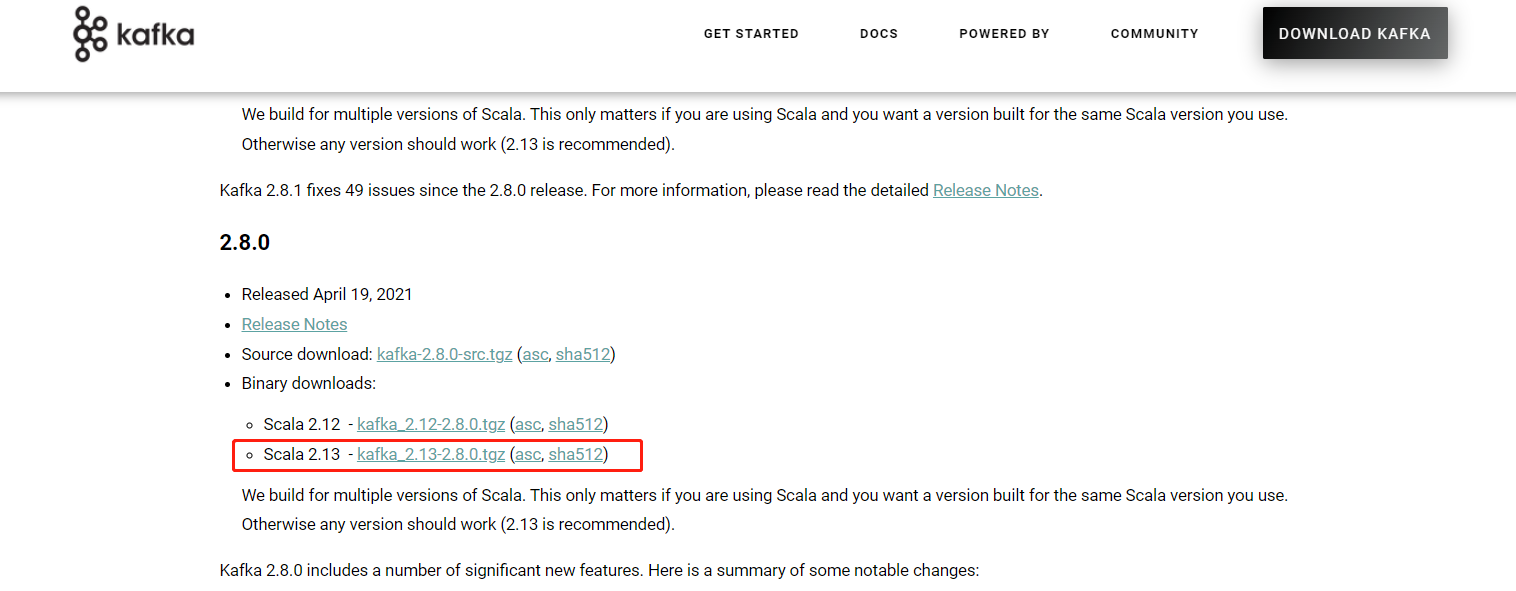 kafka
GET STARTED
DOCS
POWERED BY
COMMUNITY
DOWNLOAD KAFKA
We build for multiple versions of Scala. This only matters if you are using Scala and you want a version built for the same Scala version you use.
Otherwise any version should work (2.13 is recommended).
Kafka 2.8.1 fixes 49 issues since the 2.8.0 release. For more information, please read the detailed Release Notes.
2.8.0
Released April 19, 2021
Release Notes
Source download: kafka-2.8.0-src.tgz (asc, sha512)
Binary downloads:
Scala 2.12 - kafka_2.12-2.8.0.tgz (asc, sha512)
Scala 2.13 - kafka_2.13-2.8.0.tgz (asc, sha512)
We build for multiple versions of Scala. This only matters if you are using Scala and you want a version built for the same Scala version you use.
Otherwise any version should work (2.13 is recommended).
Kafka 2.8.0 includes a number of significant new features. Here is a summary of some notable changes: